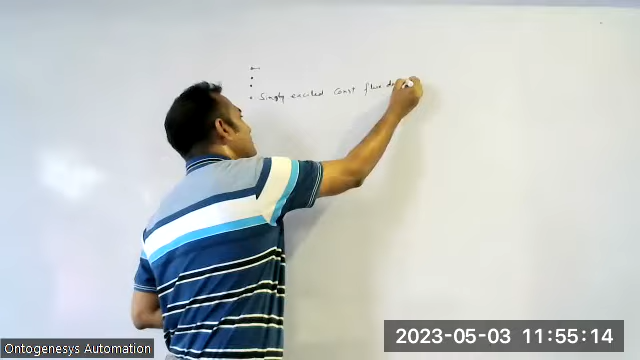 • Singly excited Const flux
Ontogenesys Automation
2023-05-03 11:55:14